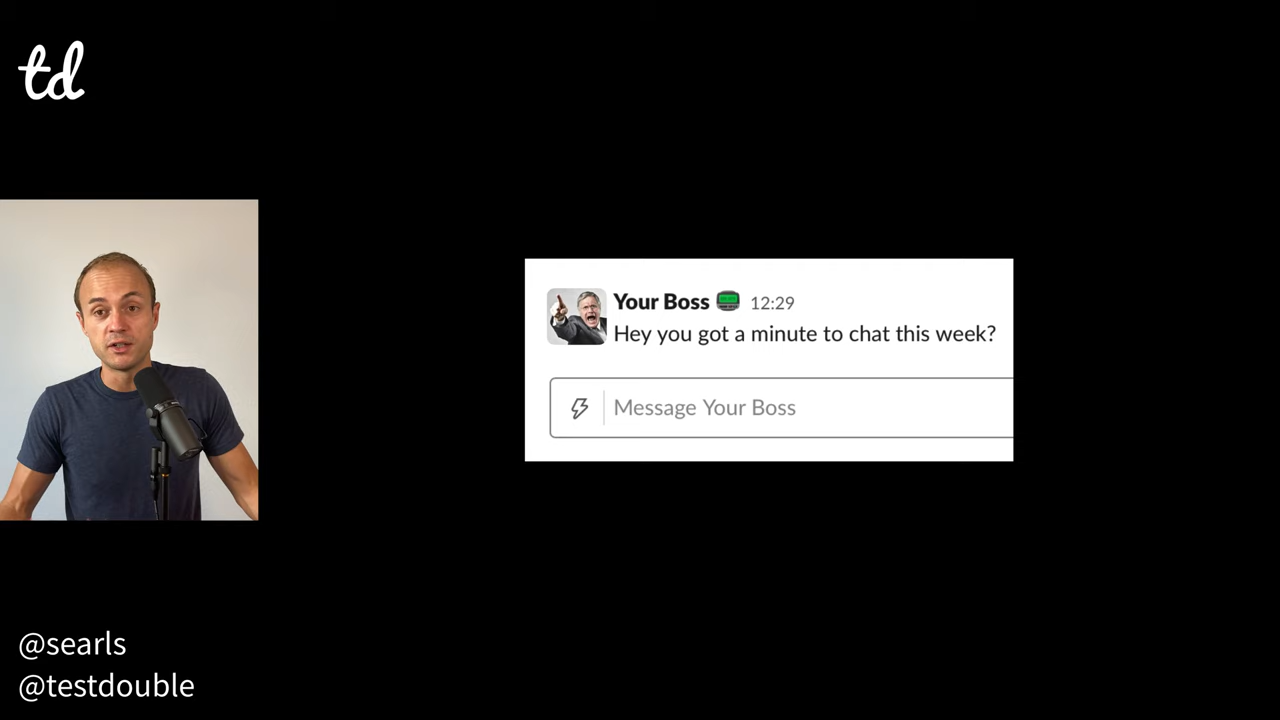 td
Your Boss 12:29
Hey you got a minute to chat this week?
Message Your Boss
@searls
@testdouble